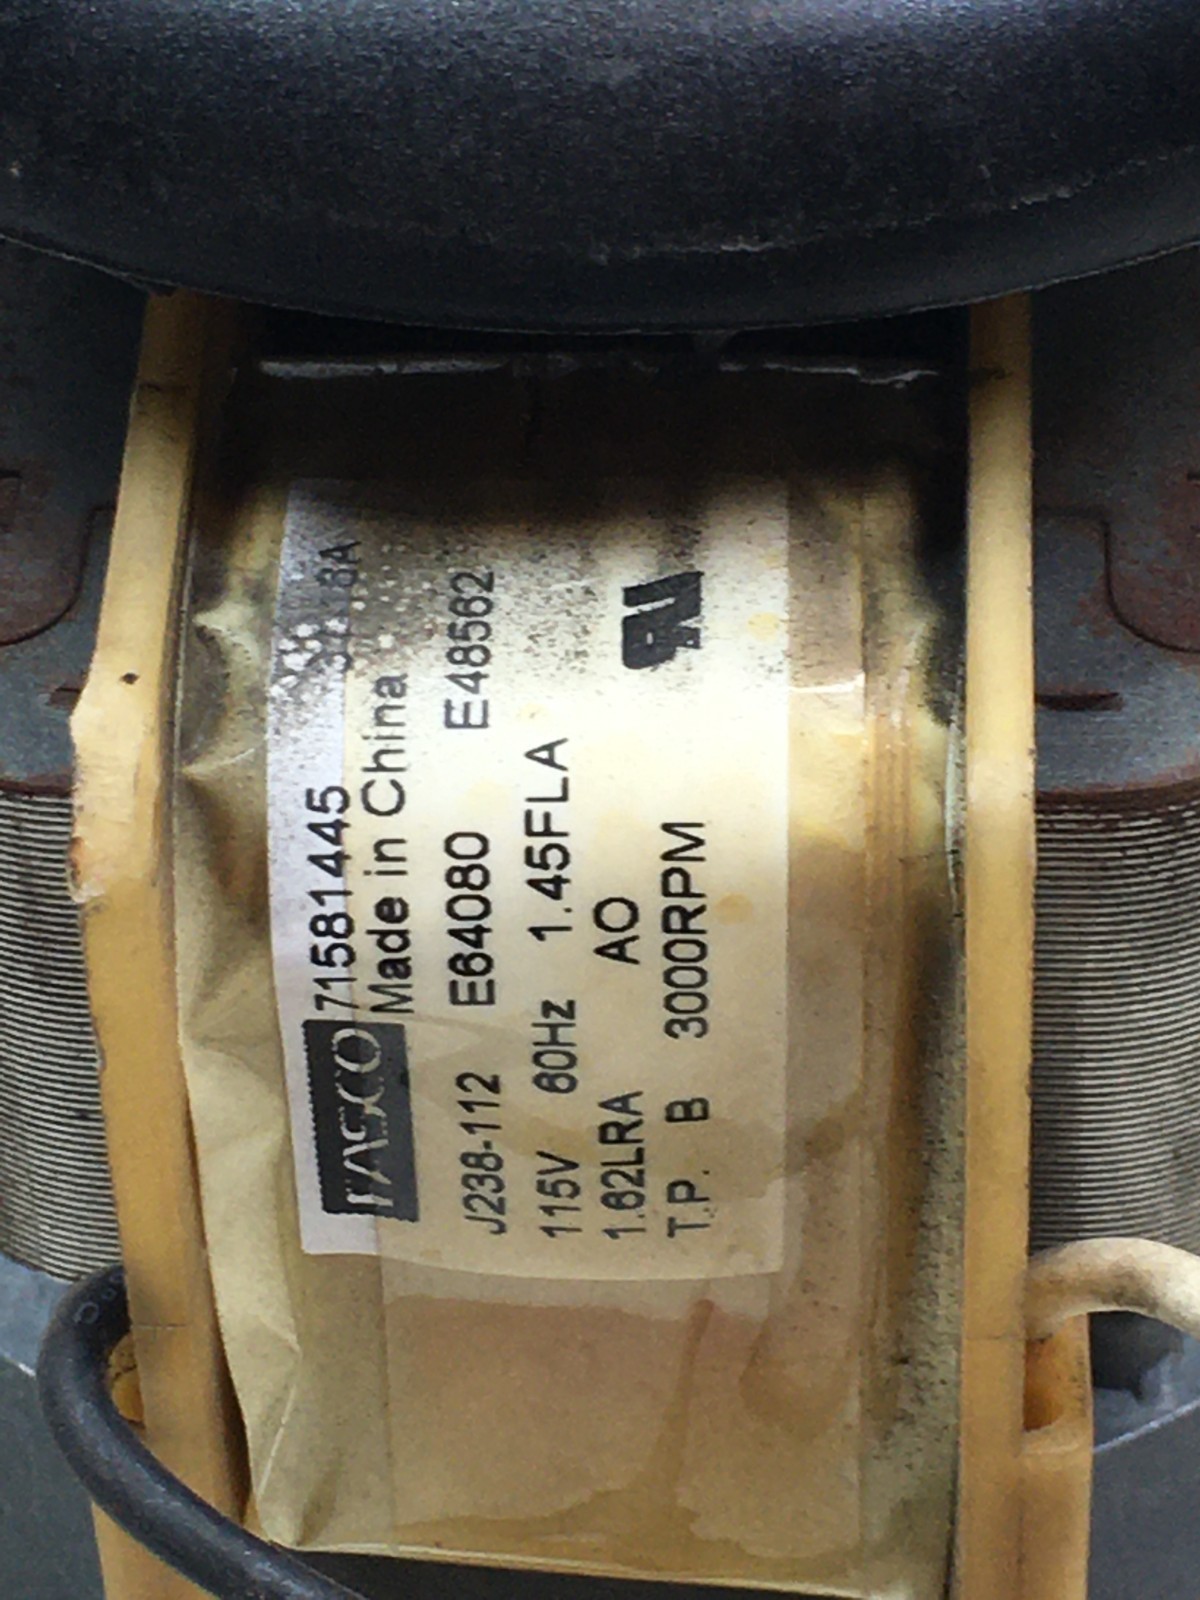 FASCO 71581445
Made in China
J238-112 E64080 E48562
115V 60Hz 1.45FLA
1.62LRA AO
T.P. B 3000RPM